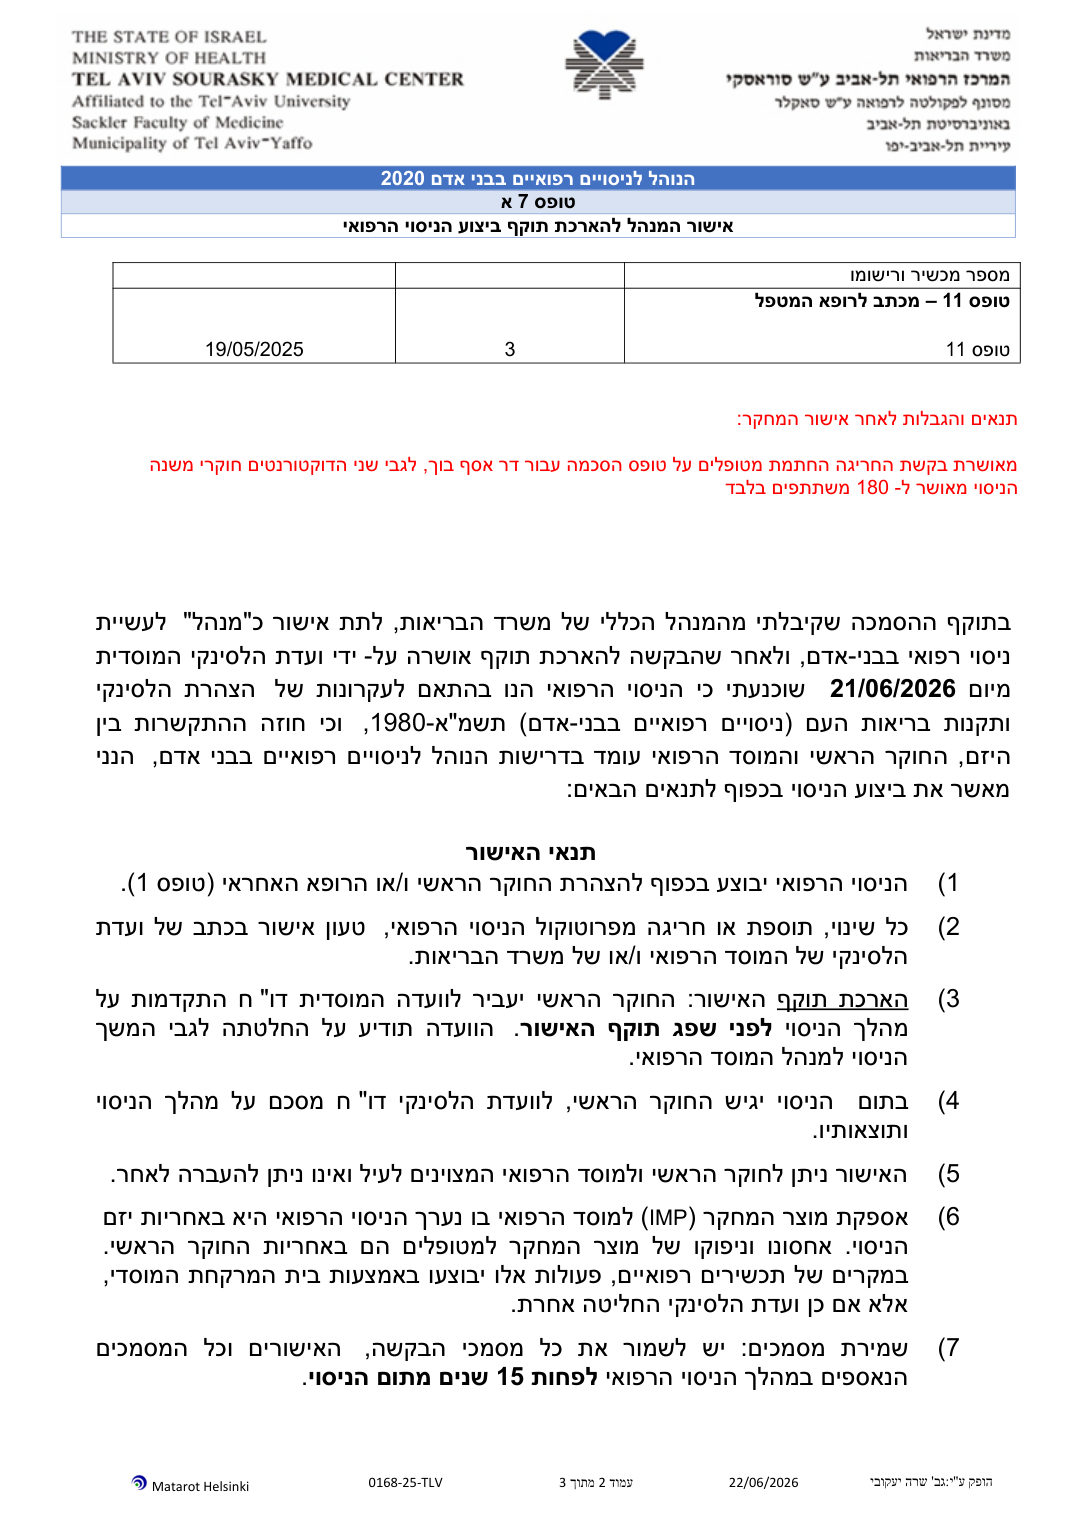 THE STATE OF ISRAEL
MINISTRY OF HEALTH
TEL AVIV SOURASKY MEDICAL CENTER
Affiliated to the Tel-Aviv University
Sackler Faculty of Medicine
Municipality of Tel Aviv-Yaffo
מדינת ישראל
משרד הבריאות
המרכז הרפואי תל-אביב ע"ש סוראסקי
מסונף לפקולטה לרפואה ע"ש סאקלר
באוניברסיטת תל-אביב
עיריית תל-אביב-יפו
הנוהל לניסויים רפואיים בבני אדם 2020
טופס 7 א
אישור המנהל להארכת תוקף ביצוע הניסוי הרפואי
מספר מכשיר ורישומו
טופס 11 – מכתב לרופא המטפל
טופס 11 3 19/05/2025
תנאים והגבלות לאחר אישור המחקר:
מאושרת בקשת החריגה החתמת מטופלים על טופס הסכמה עבור דר אסף בוך, לגבי שני הדוקטורנטים חוקרי משנה
הניסוי מאושר ל- 180 משתתפים בלבד
בתוקף ההסמכה שקיבלתי מהמנהל הכללי של משרד הבריאות, לתת אישור כ"מנהל" לעשיית
ניסוי רפואי בבני-אדם, ולאחר שהבקשה להארכת תוקף אושרה על- ידי ועדת הלסינקי המוסדית
מיום 21/06/2026 שוכנעתי כי הניסוי הרפואי הנו בהתאם לעקרונות של הצהרת הלסינקי
ותקנות בריאות העם (ניסויים רפואיים בבני-אדם) תשמ"א-1980, וכי חוזה ההתקשרות בין
היזם, החוקר הראשי והמוסד הרפואי עומד בדרישות הנוהל לניסויים רפואיים בבני אדם, הנני
מאשר את ביצוע הניסוי בכפוף לתנאים הבאים:
תנאי האישור
1) הניסוי הרפואי יבוצע בכפוף להצהרת החוקר הראשי ו/או הרופא האחראי (טופס 1).
2) כל שינוי, תוספת או חריגה מפרוטוקול הניסוי הרפואי, טעון אישור בכתב של ועדת
הלסינקי של המוסד הרפואי ו/או של משרד הבריאות.
3) הארכת תוקף האישור: החוקר הראשי יעביר לוועדה המוסדית דו"ח התקדמות על
מהלך הניסוי לפני שפג תוקף האישור. הוועדה תודיע על החלטתה לגבי המשך
הניסוי למנהל המוסד הרפואי.
4) בתום הניסוי יגיש החוקר הראשי, לוועדת הלסינקי דו"ח מסכם על מהלך הניסוי
ותוצאותיו.
5) האישור ניתן לחוקר הראשי ולמוסד הרפואי המצוינים לעיל ואינו ניתן להעברה לאחר.
6) אספקת מוצר המחקר (IMP) למוסד הרפואי בו נערך הניסוי הרפואי היא באחריות יזם
הניסוי. אחסונו וניפוקו של מוצר המחקר למטופלים הם באחריות החוקר הראשי.
במקרים של תכשירים רפואיים, פעולות אלו יבוצעו באמצעות בית המרקחת המוסדי,
אלא אם כן ועדת הלסינקי החליטה אחרת.
7) שמירת מסמכים: יש לשמור את כל מסמכי הבקשה, האישורים וכל המסמכים
הנאספים במהלך הניסוי הרפואי לפחות 15 שנים מתום הניסוי.
הופק ע"י:גב' שרה יעקובי 22/06/2026 עמוד 2 מתוך 3 0168-25-TLV Matarot Helsinki